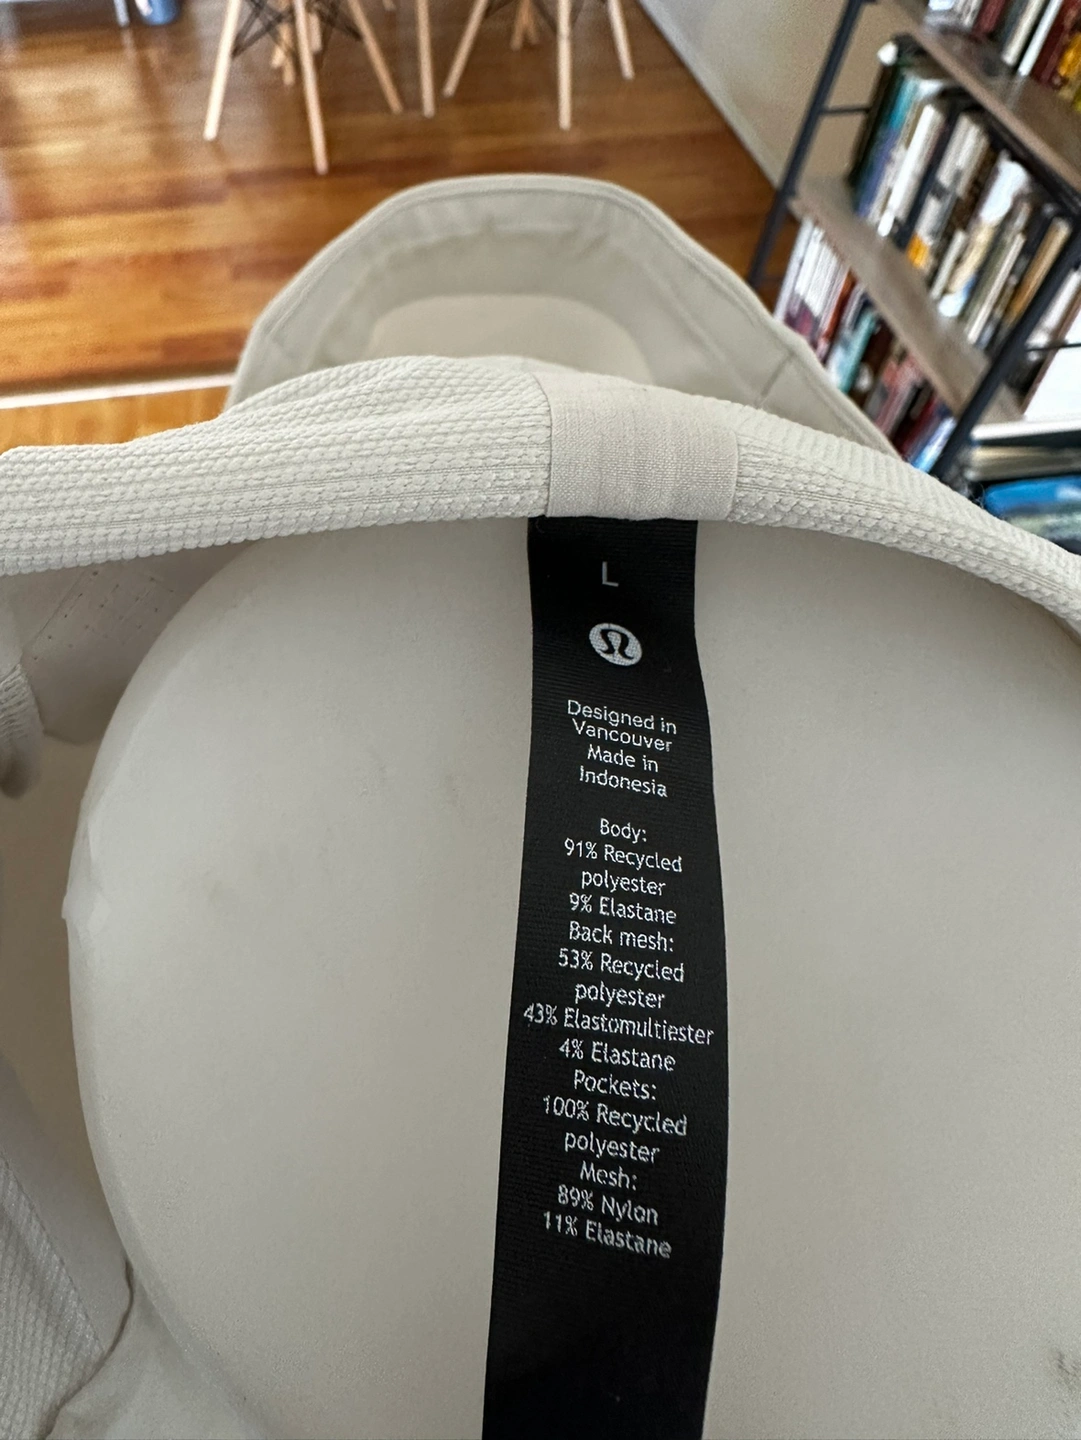 L
Designed in
Vancouver
Made in
Indonesia
Body:
91% Recycled
polyester
9% Elastane
Back mesh:
53% Recycled
polyester
43% Elastomultiester
4% Elastane
Pockets:
100% Recycled
polyester
Mesh:
89% Nylon
11% Elastane